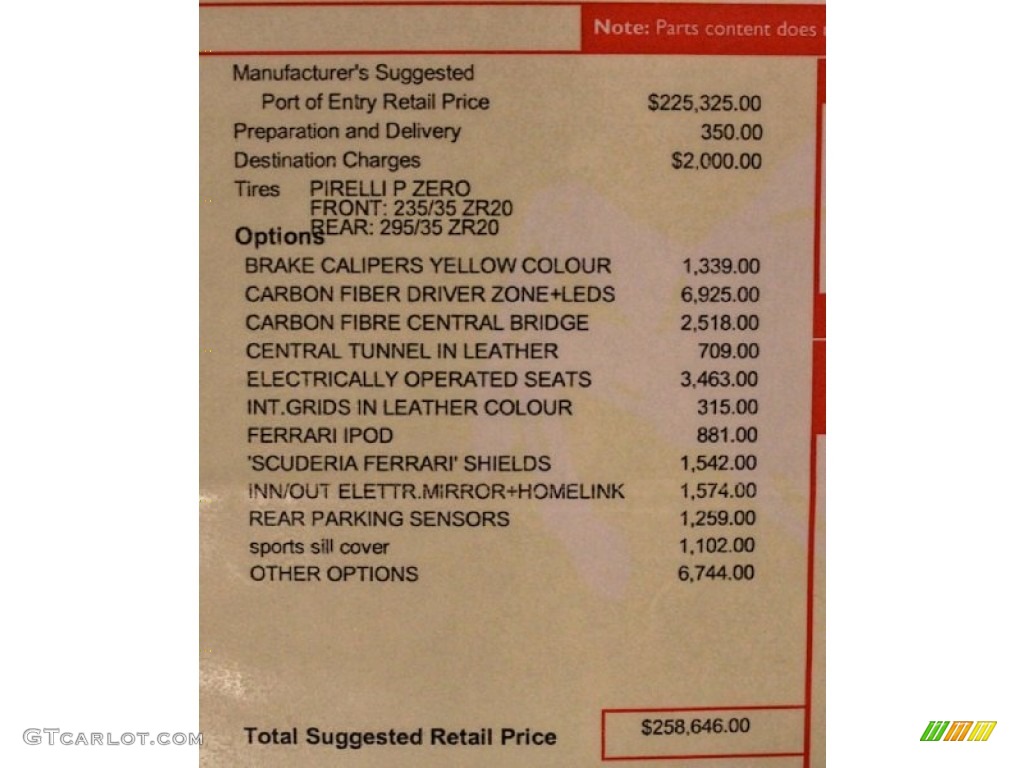 Note: Parts content does
Manufacturer's Suggested
Port of Entry Retail Price $225,325.00
Preparation and Delivery 350.00
Destination Charges $2,000.00
Tires PIRELLI P ZERO
FRONT: 235/35 ZR20
REAR: 295/35 ZR20
Options
BRAKE CALIPERS YELLOW COLOUR 1,339.00
CARBON FIBER DRIVER ZONE+LEDS 6,925.00
CARBON FIBRE CENTRAL BRIDGE 2,518.00
CENTRAL TUNNEL IN LEATHER 709.00
ELECTRICALLY OPERATED SEATS 3,463.00
INT.GRIDS IN LEATHER COLOUR 315.00
FERRARI IPOD 881.00
'SCUDERIA FERRARI' SHIELDS 1,542.00
INN/OUT ELETTR.MIRROR+HOMELINK 1,574.00
REAR PARKING SENSORS 1,259.00
sports sill cover 1,102.00
OTHER OPTIONS 6,744.00
Total Suggested Retail Price $258,646.00
GTcarlot.com